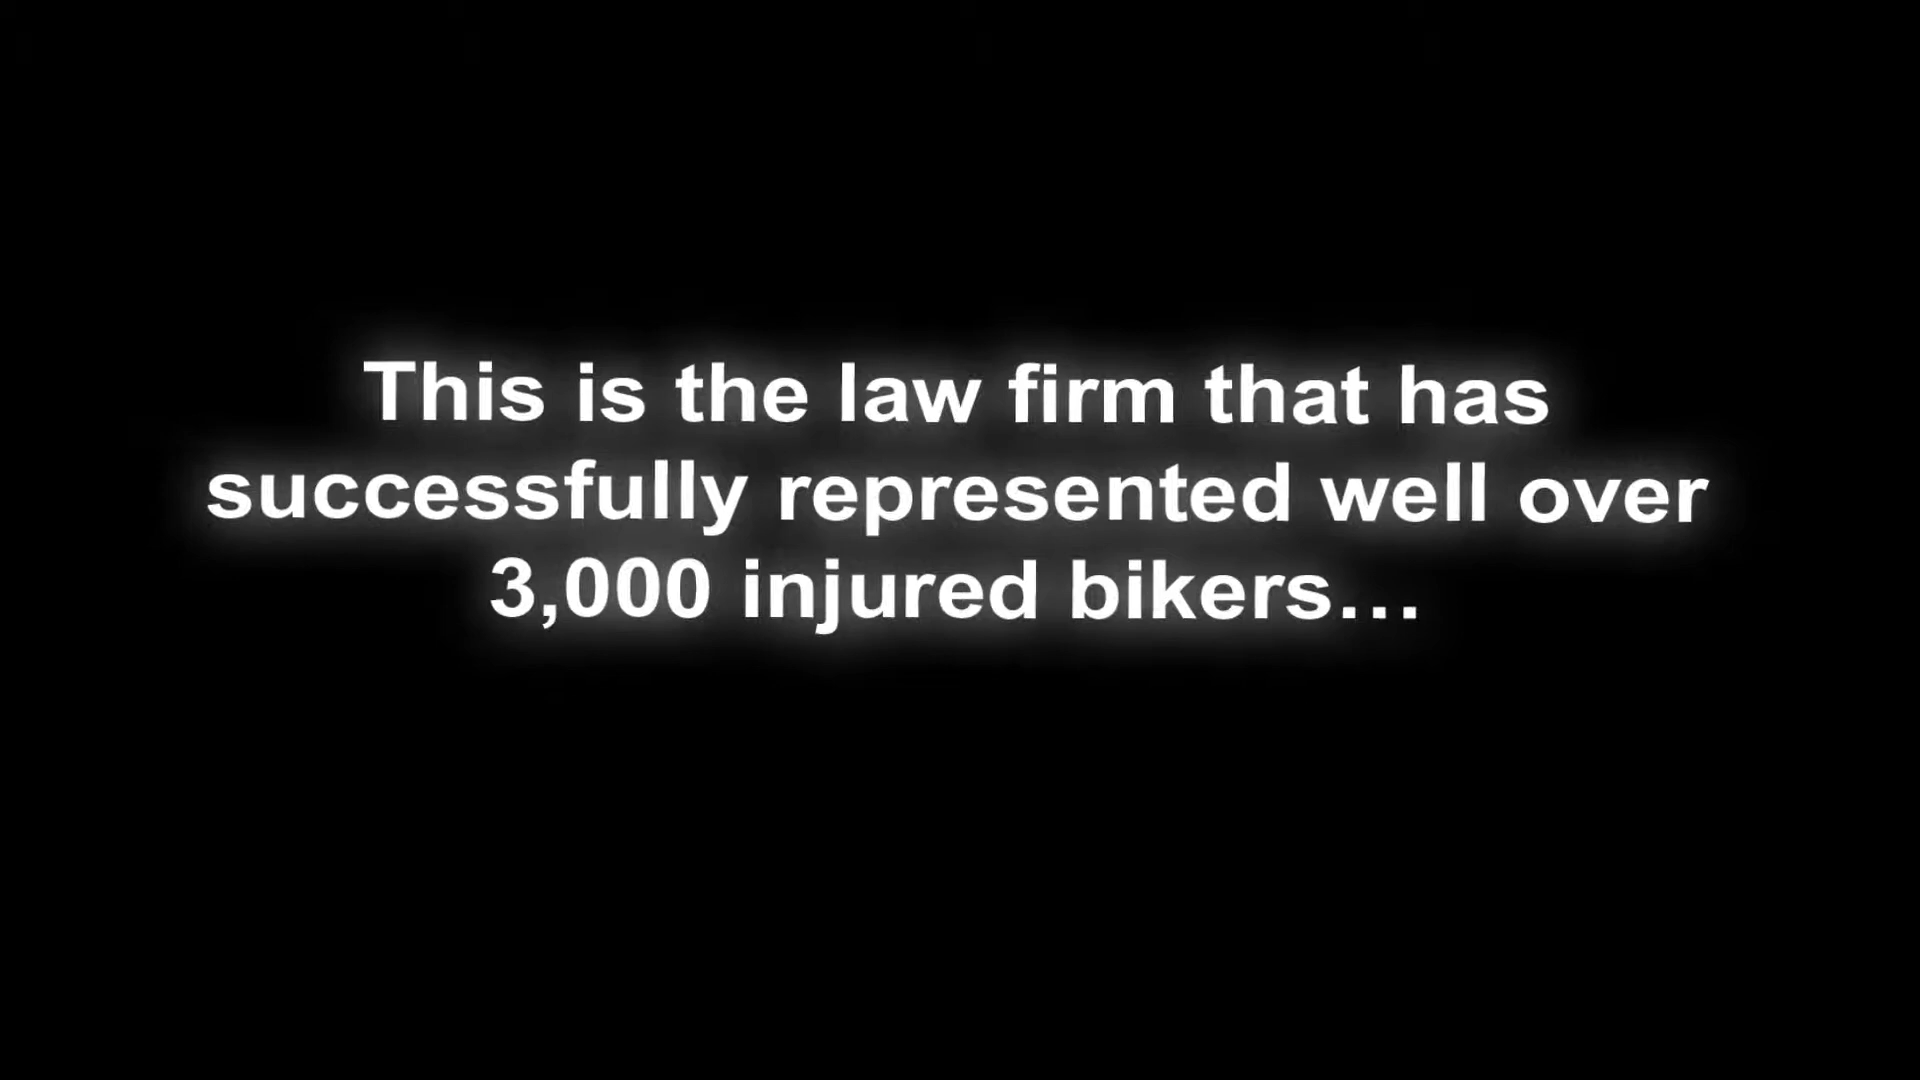 This is the law firm that has
successfully represented well over
3,000 injured bikers…